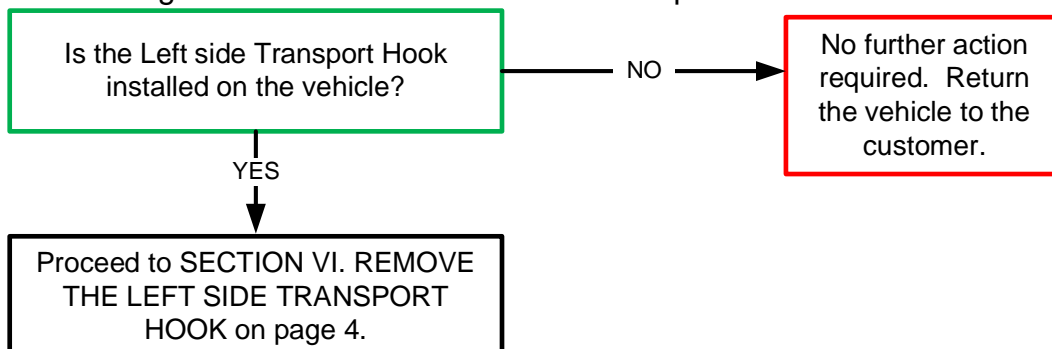 Is the Left side Transport Hook
installed on the vehicle?
NO
No further action
required. Return
the vehicle to the
customer.
YES
Proceed to SECTION VI. REMOVE
THE LEFT SIDE TRANSPORT
HOOK on page 4.